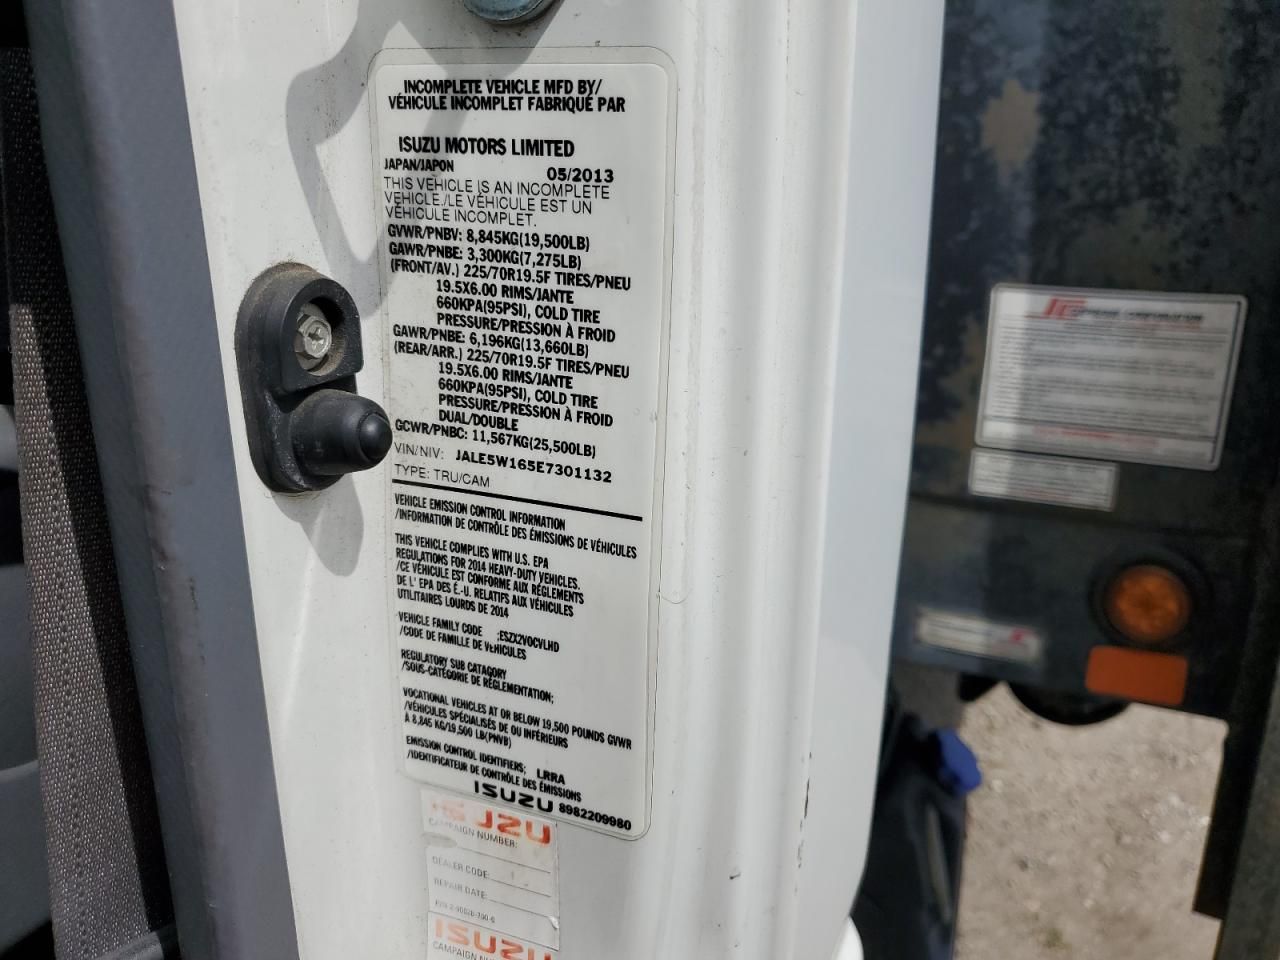 INCOMPLETE VEHICLE MFD BY/
VÉHICULE INCOMPLET FABRIQUÉ PAR
ISUZU MOTORS LIMITED
JAPAN/JAPON 05/2013
THIS VEHICLE IS AN INCOMPLETE
VEHICLE./LE VÉHICULE EST UN
VÉHICULE INCOMPLET.
GVWR/PNBV: 8,845KG(19,500LB)
GAWR/PNBE: 3,300KG(7,275LB)
(FRONT/AV.) 225/70R19.5F TIRES/PNEU
19.5X6.00 RIMS/JANTE
660KPA(95PSI), COLD TIRE
PRESSURE/PRESSION À FROID
GAWR/PNBE: 6,196KG(13,660LB)
(REAR/ARR.) 225/70R19.5F TIRES/PNEU
19.5X6.00 RIMS/JANTE
660KPA(95PSI), COLD TIRE
PRESSURE/PRESSION À FROID
DUAL/DOUBLE
GCWR/PNBC: 11,567KG(25,500LB)
VIN/NIV: JALE5W165E7301132
TYPE: TRU/CAM
VEHICLE EMISSION CONTROL INFORMATION
/INFORMATION DE CONTRÔLE DES ÉMISSIONS DE VÉHICULES
THIS VEHICLE COMPLIES WITH U.S. EPA
REGULATIONS FOR 2014 HEAVY-DUTY VEHICLES.
/CE VÉHICULE EST CONFORME AUX RÉGLEMENTS
DE L' EPA DES É.-U. RELATIFS AUX VÉHICULES
UTILITAIRES LOURDS DE 2014
VEHICLE FAMILY CODE :ESZX2VOCVLHD
/CODE DE FAMILLE DE VÉHICULES
REGULATORY SUB CATAGORY
/SOUS-CATÉGORIE DE RÉGLEMENTATION;
VOCATIONAL VEHICLES AT OR BELOW 19,500 POUNDS GVWR
/VÉHICULES SPÉCIALISÉS DE OU INFÉRIEURS
À 8,845 KG/19,500 LB(PNVB)
EMISSION CONTROL IDENTIFIERS; LRRA
/IDENTIFICATEUR DE CONTRÔLE DES ÉMISSIONS
ISUZU 8982209980
CAMPAIGN NUMBER:
DEALER CODE:
REPAIR DATE:
ISUZU
CORPORATION